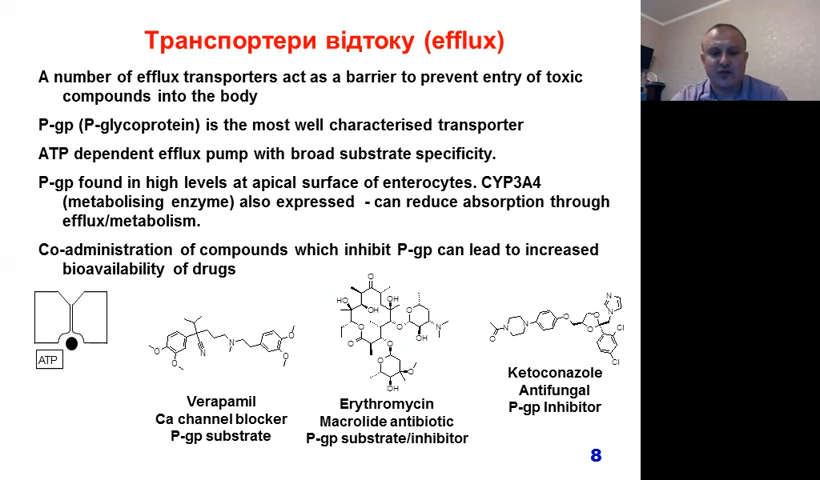 Транспортери відтоку (efflux)
A number of efflux transporters act as a barrier to prevent entry of toxic
compounds into the body
P-gp (P-glycoprotein) is the most well characterised transporter
ATP dependent efflux pump with broad substrate specificity.
P-gp found in high levels at apical surface of enterocytes. CYP3A4
(metabolising enzyme) also expressed - can reduce absorption through
efflux/metabolism.
Co-administration of compounds which inhibit P-gp can lead to increased
bioavailability of drugs
ATP
Verapamil
Ca channel blocker
P-gp substrate
Erythromycin
Macrolide antibiotic
P-gp substrate/inhibitor
Ketoconazole
Antifungal
P-gp Inhibitor
8